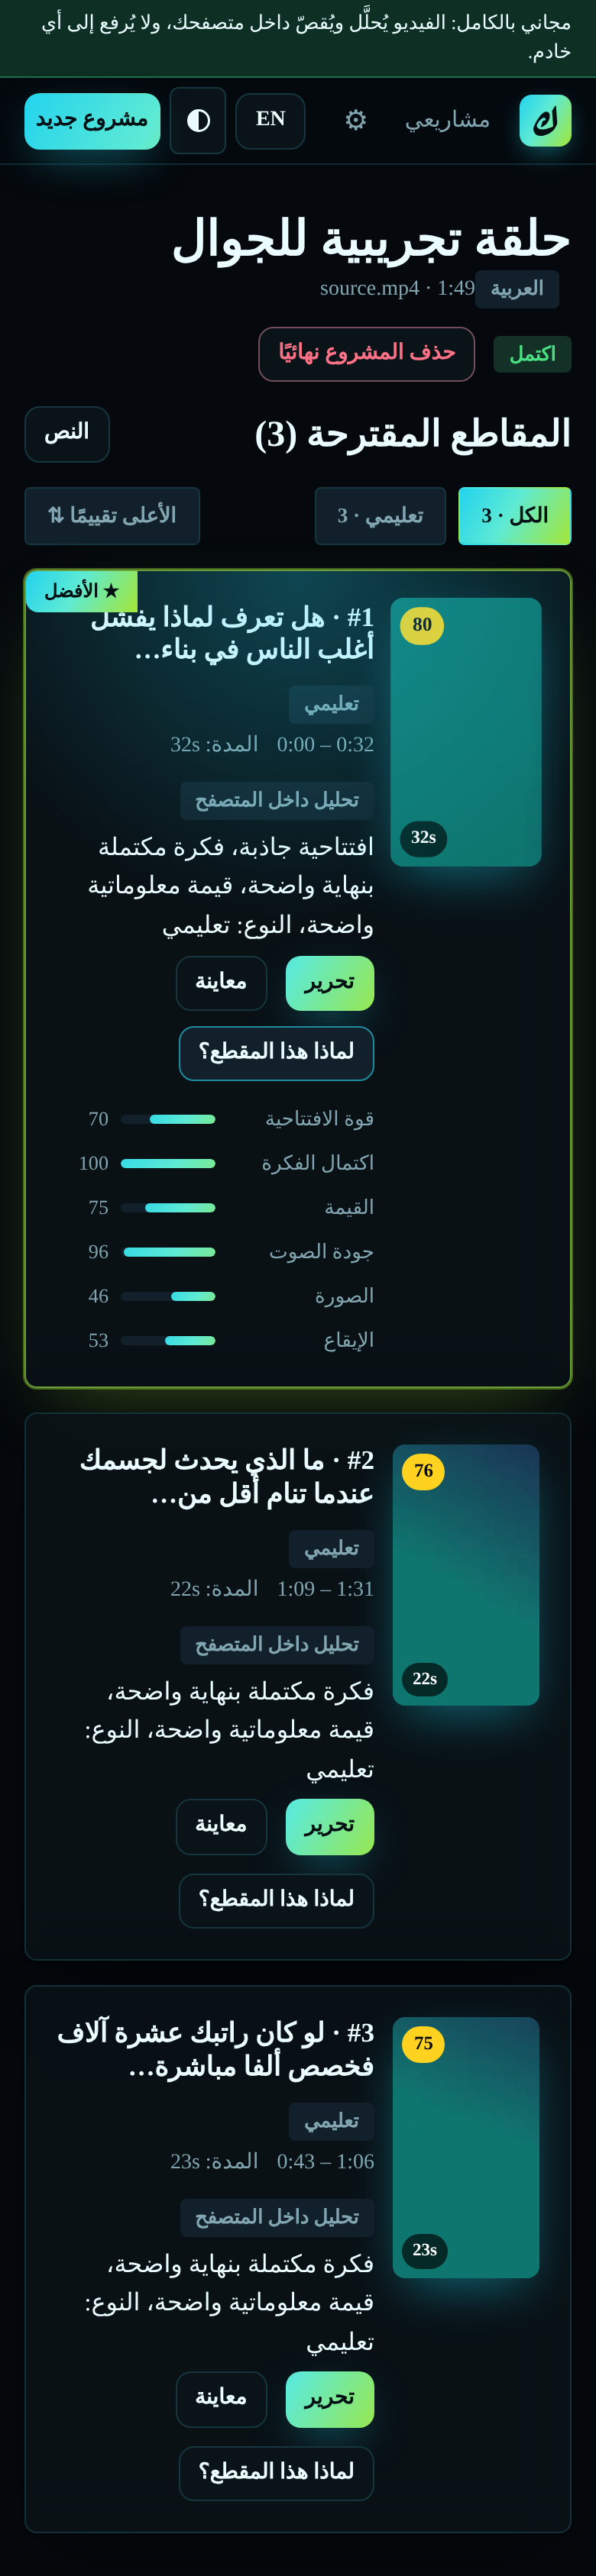 مجاني بالكامل: الفيديو يُحلَّل ويُقصّ داخل متصفحك، ولا يُرفع إلى أي
خادم.
ك
مشاريعي
⚙
EN
◐
مشروع جديد
حلقة تجريبية للجوال
العربية
source.mp4 · 1:49
اكتمل
حذف المشروع نهائيًا
المقاطع المقترحة (3)
النص
الكل · 3
تعليمي · 3
الأعلى تقييمًا ⇅
★ الأفضل
80
32s
#1 · هل تعرف لماذا يفشل
أغلب الناس في بناء…
تعليمي
0:00 – 0:32
المدة: 32s
تحليل داخل المتصفح
افتتاحية جاذبة، فكرة مكتملة
بنهاية واضحة، قيمة معلوماتية
واضحة، النوع: تعليمي
تحرير
معاينة
لماذا هذا المقطع؟
قوة الافتتاحية 70
اكتمال الفكرة 100
القيمة 75
جودة الصوت 96
الصورة 46
الإيقاع 53
76
22s
#2 · ما الذي يحدث لجسمك
عندما تنام أقل من…
تعليمي
1:09 – 1:31
المدة: 22s
تحليل داخل المتصفح
فكرة مكتملة بنهاية واضحة،
قيمة معلوماتية واضحة، النوع:
تعليمي
تحرير
معاينة
لماذا هذا المقطع؟
75
23s
#3 · لو كان راتبك عشرة آلاف
فخصص ألفا مباشرة…
تعليمي
0:43 – 1:06
المدة: 23s
تحليل داخل المتصفح
فكرة مكتملة بنهاية واضحة،
قيمة معلوماتية واضحة، النوع:
تعليمي
تحرير
معاينة
لماذا هذا المقطع؟